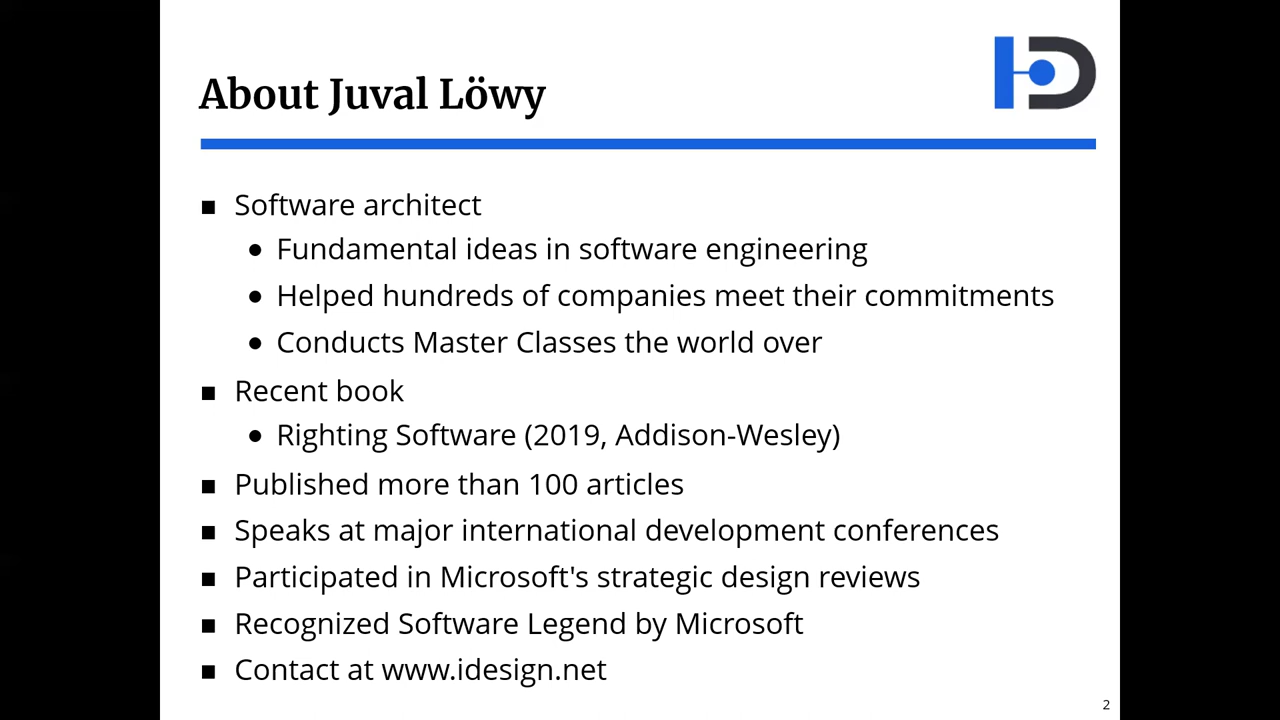 About Juval Löwy
Software architect
Fundamental ideas in software engineering
Helped hundreds of companies meet their commitments
Conducts Master Classes the world over
Recent book
Righting Software (2019, Addison-Wesley)
Published more than 100 articles
Speaks at major international development conferences
Participated in Microsoft's strategic design reviews
Recognized Software Legend by Microsoft
Contact at www.idesign.net
2